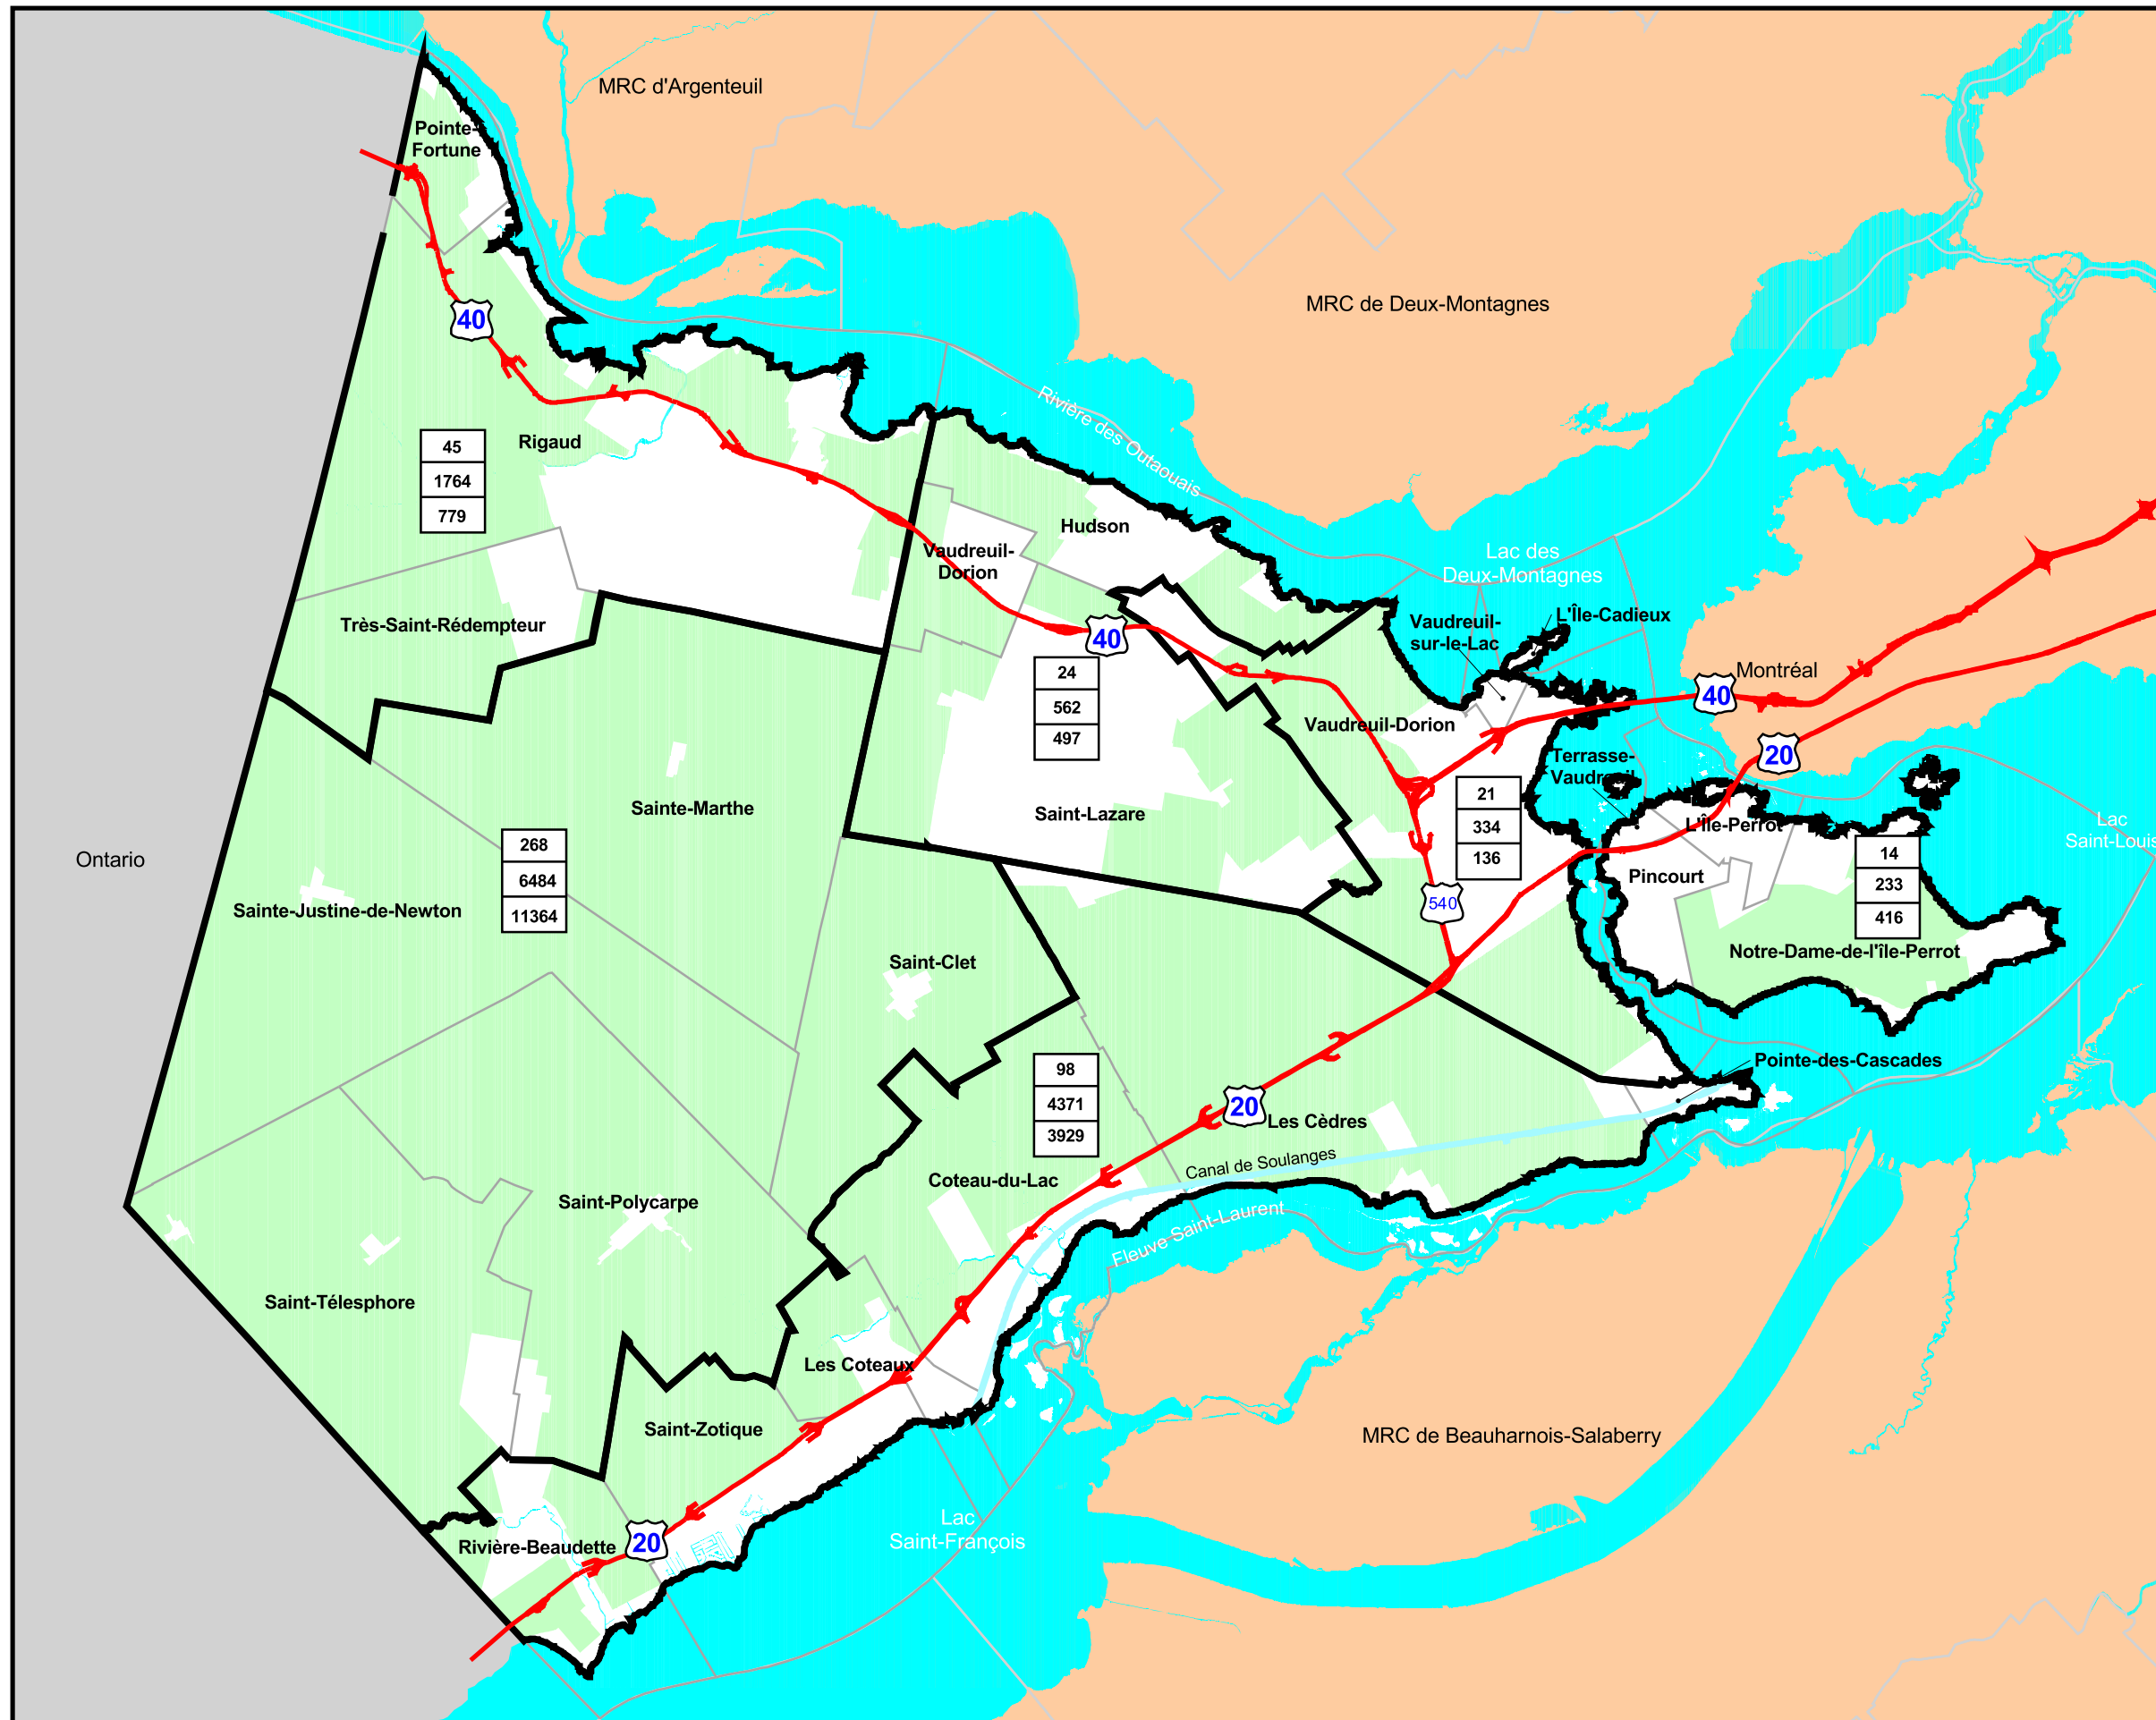 MRC d'Argenteuil
Pointe-
Fortune
MRC de Deux-Montagnes
40
Rivière des Outaouais
Rigaud
45
1764
779
Hudson
Vaudreuil-
Dorion
Lac des
Deux-Montagnes
Très-Saint-Rédempteur
Vaudreuil-
sur-le-Lac
L'Île-Cadieux
40
24
562
497
Montréal
40
Vaudreuil-Dorion
20
Terrasse-
Vaudreuil
Sainte-Marthe
Saint-Lazare
21
334
136
L'Île-Perrot
Lac
Saint-Louis
Ontario
268
6484
11364
14
233
416
Pincourt
540
Sainte-Justine-de-Newton
Notre-Dame-de-l'île-Perrot
Saint-Clet
98
4371
3929
Pointe-des-Cascades
20
Les Cèdres
Canal de Soulanges
Coteau-du-Lac
Saint-Polycarpe
Fleuve Saint-Laurent
Saint-Télesphore
Les Coteaux
Saint-Zotique
MRC de Beauharnois-Salaberry
Lac
Saint-François
Rivière-Beaudette
20